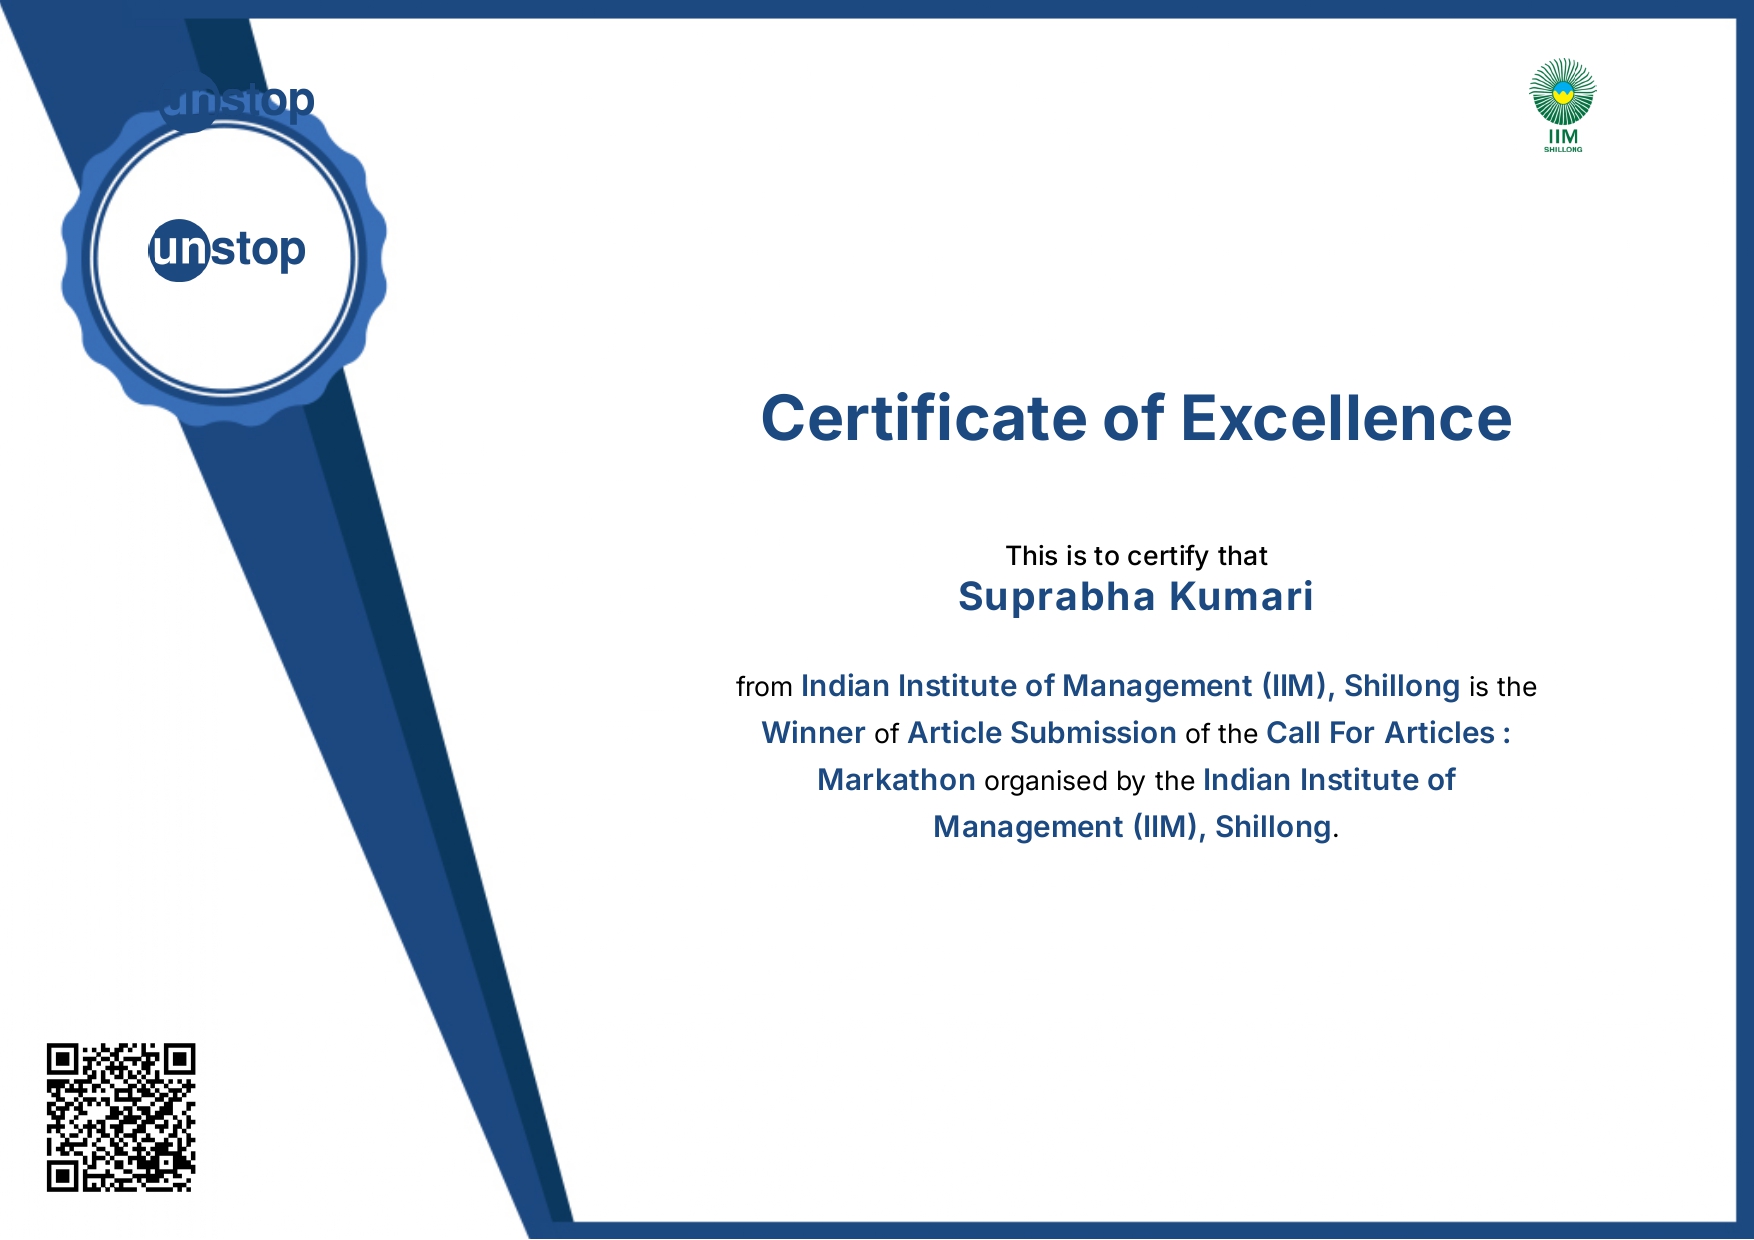 unstop
IIM
SHILLONG
unstop
Certificate of Excellence
This is to certify that
Suprabha Kumari
from Indian Institute of Management (IIM), Shillong is the
Winner of Article Submission of the Call For Articles :
Markathon organised by the Indian Institute of
Management (IIM), Shillong.